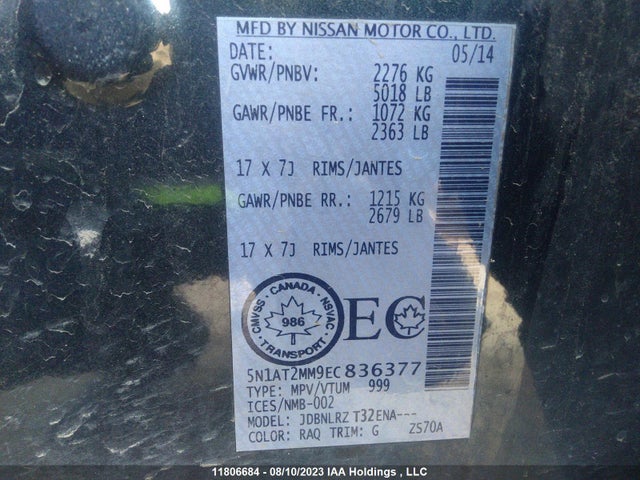 MFD BY NISSAN MOTOR CO., LTD.
DATE: 05/14
GVWR/PNBV: 2276 KG
5018 LB
GAWR/PNBE FR.: 1072 KG
2363 LB
17 X 7J RIMS/JANTES
GAWR/PNBE RR.: 1215 KG
2679 LB
17 X 7J RIMS/JANTES
CANADA
CMVSS · NSVAC
986
TRANSPORT
EC
5N1AT2MM9EC836377
TYPE: MPV/VTUM 999
ICES/NMB-002
MODEL: JDBNLRZ T32ENA---
COLOR: RAQ TRIM: G ZS70A
11806684 - 08/10/2023 IAA Holdings , LLC